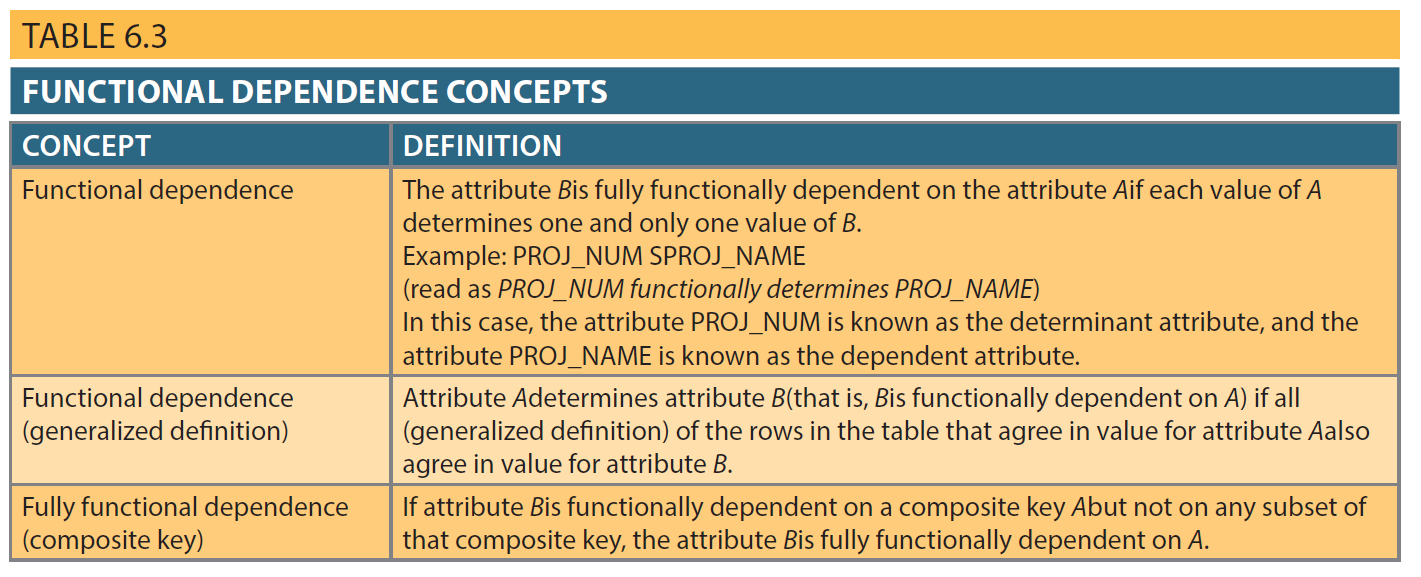 TABLE 6.3
FUNCTIONAL DEPENDENCE CONCEPTS
CONCEPT
DEFINITION
Functional dependence
The attribute Bis fully functionally dependent on the attribute Aif each value of A
determines one and only one value of B.
Example: PROJ_NUM SPROJ_NAME
(read as PROJ_NUM functionally determines PROJ_NAME)
In this case, the attribute PROJ_NUM is known as the determinant attribute, and the
attribute PROJ_NAME is known as the dependent attribute.
Functional dependence
(generalized definition)
Attribute Adetermines attribute B(that is, Bis functionally dependent on A) if all
(generalized definition) of the rows in the table that agree in value for attribute Aalso
agree in value for attribute B.
Fully functional dependence
(composite key)
If attribute Bis functionally dependent on a composite key Abut not on any subset of
that composite key, the attribute Bis fully functionally dependent on A.